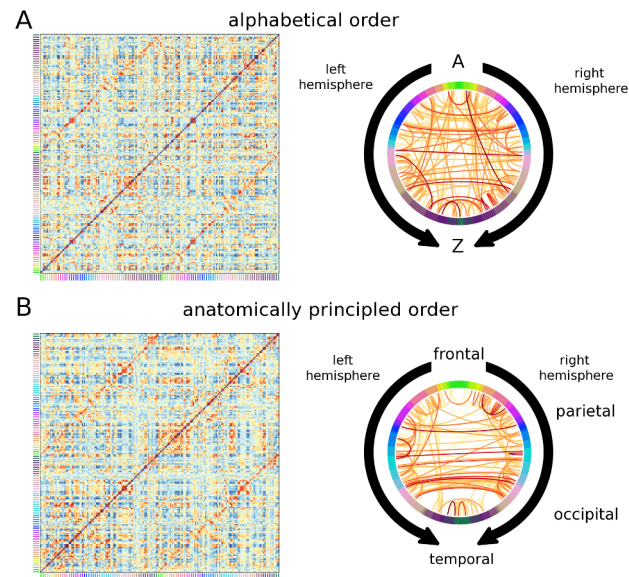 A
alphabetical order
left
hemisphere
A
right
hemisphere
Z
B
anatomically principled order
left
hemisphere
frontal
right
hemisphere
parietal
occipital
temporal